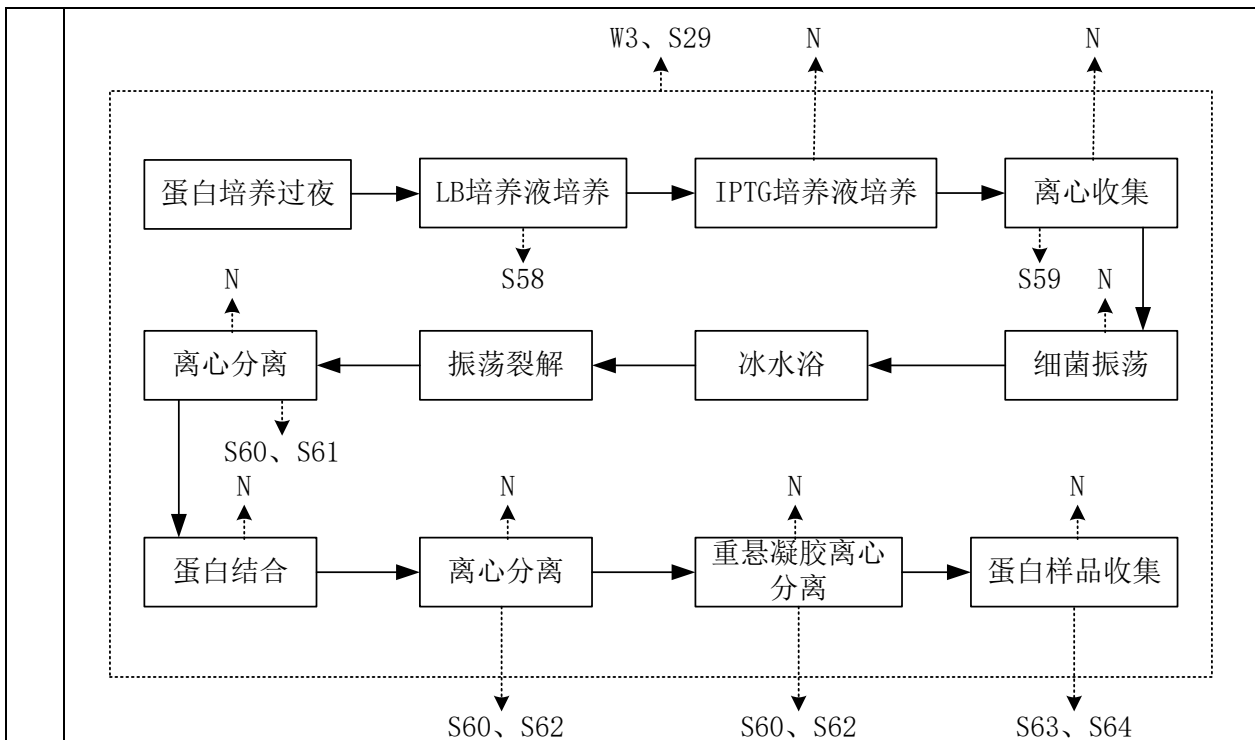 W3、S29
N
N
蛋白培养过夜
LB培养液培养
IPTG培养液培养
离心收集
S58
S59
N
N
离心分离
振荡裂解
冰水浴
细菌振荡
S60、S61
N
N
N
N
蛋白结合
离心分离
重悬凝胶离心
分离
蛋白样品收集
S60、S62
S60、S62
S63、S64